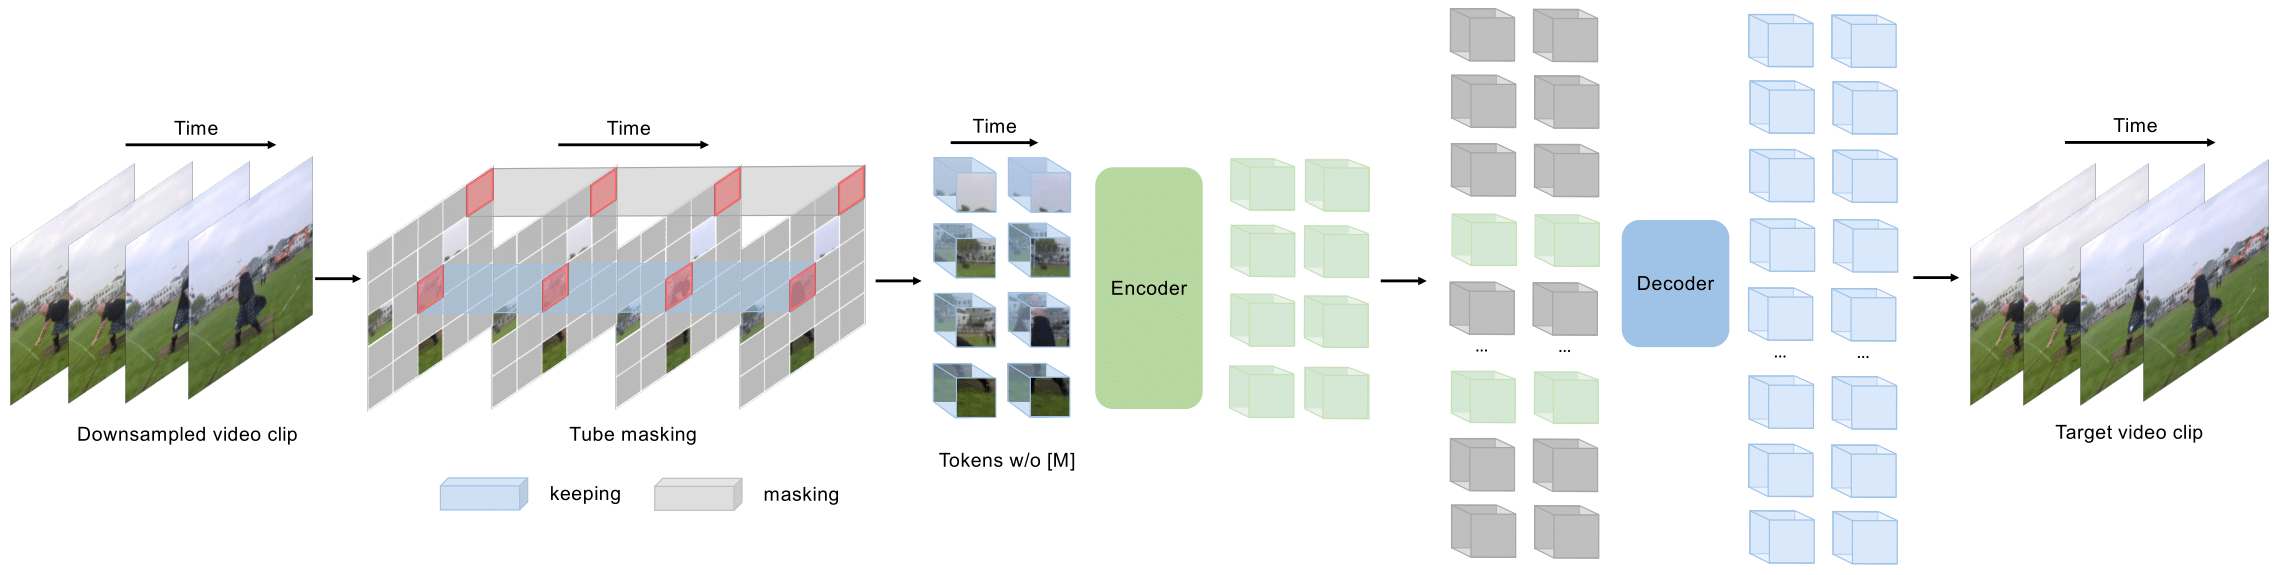 Time
Time
Time
Time
Encoder
Decoder
...
...
...
...
Downsampled video clip
Tube masking
Tokens w/o [M]
Target video clip
keeping
masking